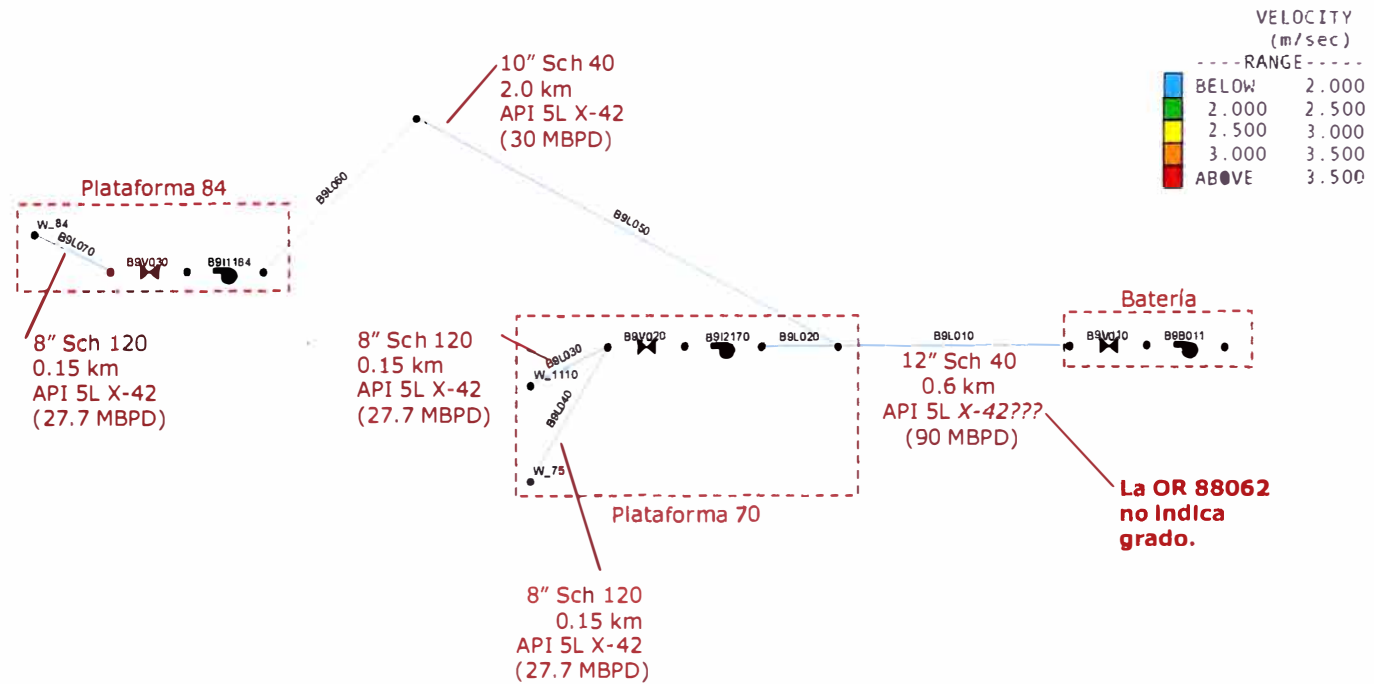 VELOCITY
(m/sec)
----RANGE-----
BELOW 2.000
2.000 2.500
2.500 3.000
3.000 3.500
ABOVE 3.500
10" Sch 40
2.0 km
API 5L X-42
(30 MBPD)
B9L060
B9L050
Plataforma 84
W_84
B9L070
B9V030
B9I1164
8" Sch 120
0.15 km
API 5L X-42
(27.7 MBPD)
8" Sch 120
0.15 km
API 5L X-42
(27.7 MBPD)
B9L030
B9V020
B9I2170
B9L020
W_1110
B9L040
W_75
Plataforma 70
B9L010
12" Sch 40
0.6 km
API 5L X-42???
(90 MBPD)
Batería
B9V010
B9B011
La OR 88062
no indica
grado.
8" Sch 120
0.15 km
API 5L X-42
(27.7 MBPD)